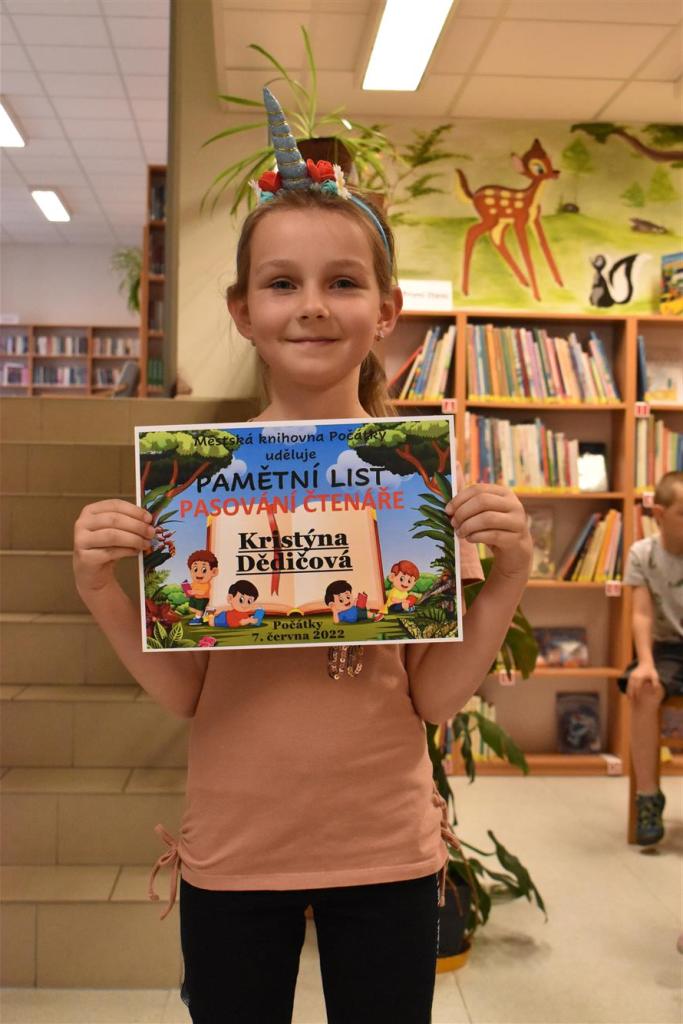 Městská knihovna Počátky
uděluje
PAMĚTNÍ LIST
PASOVÁNÍ ČTENÁŘE
Kristýna
Dědičová
Počátky
7. června 2022